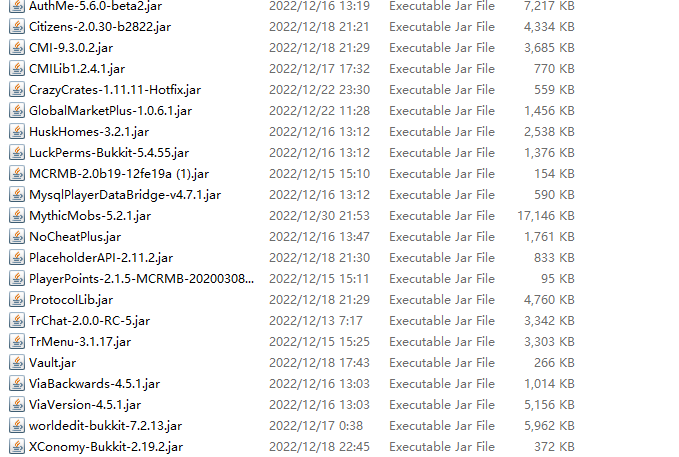 AuthMe-5.6.0-beta2.jar 2022/12/16 13:19 Executable Jar File 7,217 KB
Citizens-2.0.30-b2822.jar 2022/12/18 21:21 Executable Jar File 4,334 KB
CMI-9.3.0.2.jar 2022/12/18 21:29 Executable Jar File 3,685 KB
CMILib1.2.4.1.jar 2022/12/17 17:32 Executable Jar File 770 KB
CrazyCrates-1.11.11-Hotfix.jar 2022/12/22 23:30 Executable Jar File 559 KB
GlobalMarketPlus-1.0.6.1.jar 2022/12/22 11:28 Executable Jar File 1,456 KB
HuskHomes-3.2.1.jar 2022/12/16 13:12 Executable Jar File 2,538 KB
LuckPerms-Bukkit-5.4.55.jar 2022/12/16 13:12 Executable Jar File 1,376 KB
MCRMB-2.0b19-12fe19a (1).jar 2022/12/15 15:10 Executable Jar File 154 KB
MysqlPlayerDataBridge-v4.7.1.jar 2022/12/16 13:12 Executable Jar File 590 KB
MythicMobs-5.2.1.jar 2022/12/30 21:53 Executable Jar File 17,146 KB
NoCheatPlus.jar 2022/12/16 13:47 Executable Jar File 1,761 KB
PlaceholderAPI-2.11.2.jar 2022/12/18 21:30 Executable Jar File 833 KB
PlayerPoints-2.1.5-MCRMB-20200308... 2022/12/15 15:11 Executable Jar File 95 KB
ProtocolLib.jar 2022/12/18 21:29 Executable Jar File 4,760 KB
TrChat-2.0.0-RC-5.jar 2022/12/13 7:17 Executable Jar File 3,342 KB
TrMenu-3.1.17.jar 2022/12/15 15:25 Executable Jar File 3,303 KB
Vault.jar 2022/12/18 17:43 Executable Jar File 266 KB
ViaBackwards-4.5.1.jar 2022/12/16 13:03 Executable Jar File 1,014 KB
ViaVersion-4.5.1.jar 2022/12/16 13:03 Executable Jar File 5,156 KB
worldedit-bukkit-7.2.13.jar 2022/12/17 0:38 Executable Jar File 5,962 KB
XConomy-Bukkit-2.19.2.jar 2022/12/18 22:45 Executable Jar File 372 KB